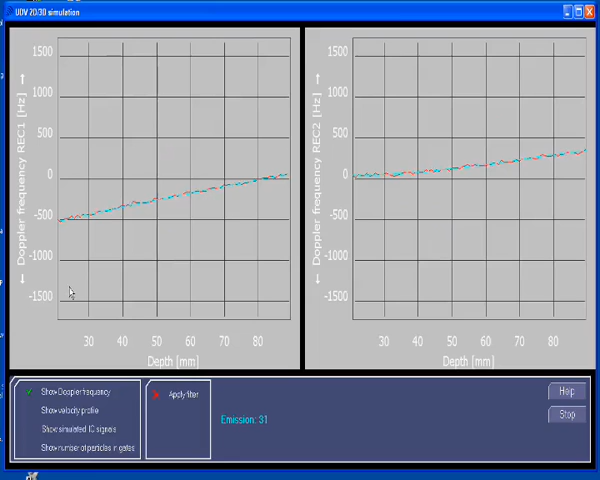 UDV 2D/3D simulation
1500
1000
500
0
-500
-1000
-1500
← Doppler frequency REC1 [Hz] →
30 40 50 60 70 80
Depth [mm]
1500
1000
500
0
-500
-1000
-1500
← Doppler frequency REC2 [Hz] →
30 40 50 60 70 80
Depth [mm]
Show Doppler frequency
Show velocity profile
Show simulated IQ signals
Show number of particles in gates
Apply filter
Emission: 31
Help
Stop